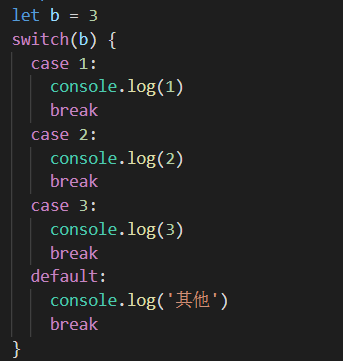 let b = 3
switch(b) {
  case 1:
    console.log(1)
    break
  case 2:
    console.log(2)
    break
  case 3:
    console.log(3)
    break
  default:
    console.log('其他')
    break
}